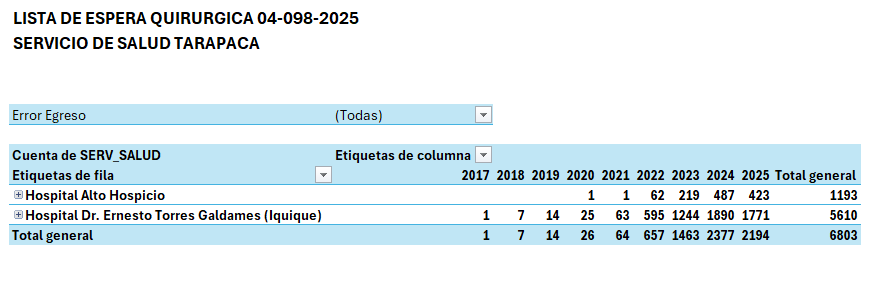 LISTA DE ESPERA QUIRURGICA 04-098-2025
SERVICIO DE SALUD TARAPACA
Error Egreso (Todas)
Cuenta de SERV_SALUD Etiquetas de columna
Etiquetas de fila 2017 2018 2019 2020 2021 2022 2023 2024 2025 Total general
Hospital Alto Hospicio 1 1 62 219 487 423 1193
Hospital Dr. Ernesto Torres Galdames (Iquique) 1 7 14 25 63 595 1244 1890 1771 5610
Total general 1 7 14 26 64 657 1463 2377 2194 6803